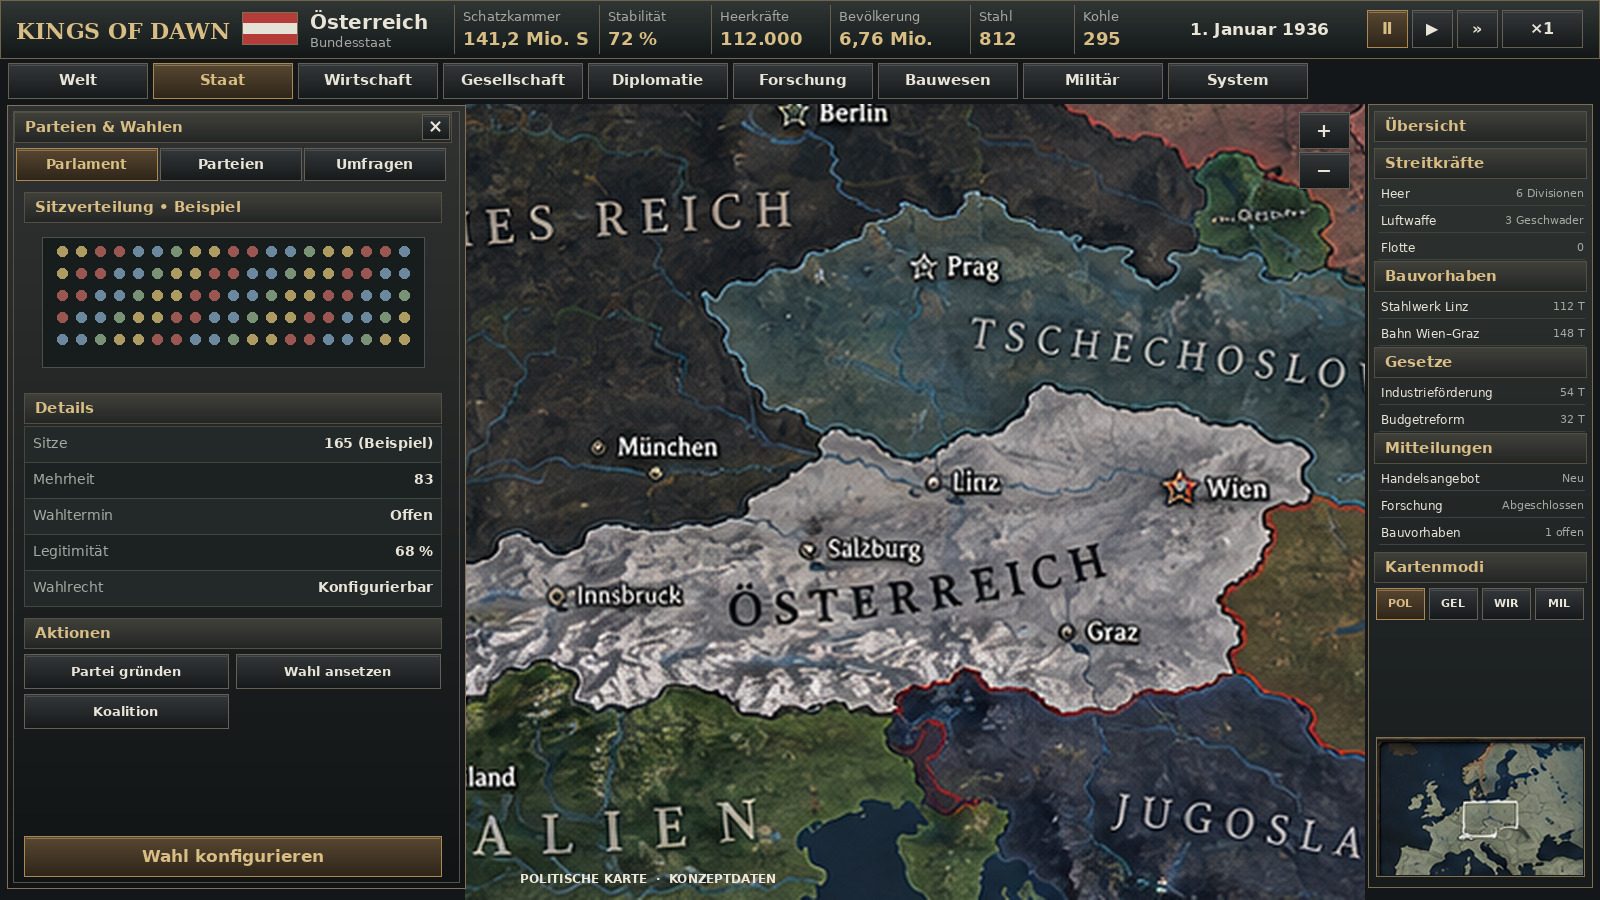 KINGS OF DAWN
Österreich
Bundesstaat
Schatzkammer
141,2 Mio. S
Stabilität
72 %
Heerkräfte
112.000
Bevölkerung
6,76 Mio.
Stahl
812
Kohle
295
1. Januar 1936
×1
Welt
Staat
Wirtschaft
Gesellschaft
Diplomatie
Forschung
Bauwesen
Militär
System
Parteien & Wahlen
Parlament
Parteien
Umfragen
Sitzverteilung • Beispiel
Details
Sitze 165 (Beispiel)
Mehrheit 83
Wahltermin Offen
Legitimität 68 %
Wahlrecht Konfigurierbar
Aktionen
Partei gründen
Wahl ansetzen
Koalition
Wahl konfigurieren
Berlin
IES REICH
Prag
TSCHECHOSLOV
München
Linz
Wien
Salzburg
Innsbruck
ÖSTERREICH
Graz
land
ALIEN
JUGOSLA
POLITISCHE KARTE · KONZEPTDATEN
Übersicht
Streitkräfte
Heer 6 Divisionen
Luftwaffe 3 Geschwader
Flotte 0
Bauvorhaben
Stahlwerk Linz 112 T
Bahn Wien–Graz 148 T
Gesetze
Industrieförderung 54 T
Budgetreform 32 T
Mitteilungen
Handelsangebot Neu
Forschung Abgeschlossen
Bauvorhaben 1 offen
Kartenmodi
POL
GEL
WIR
MIL